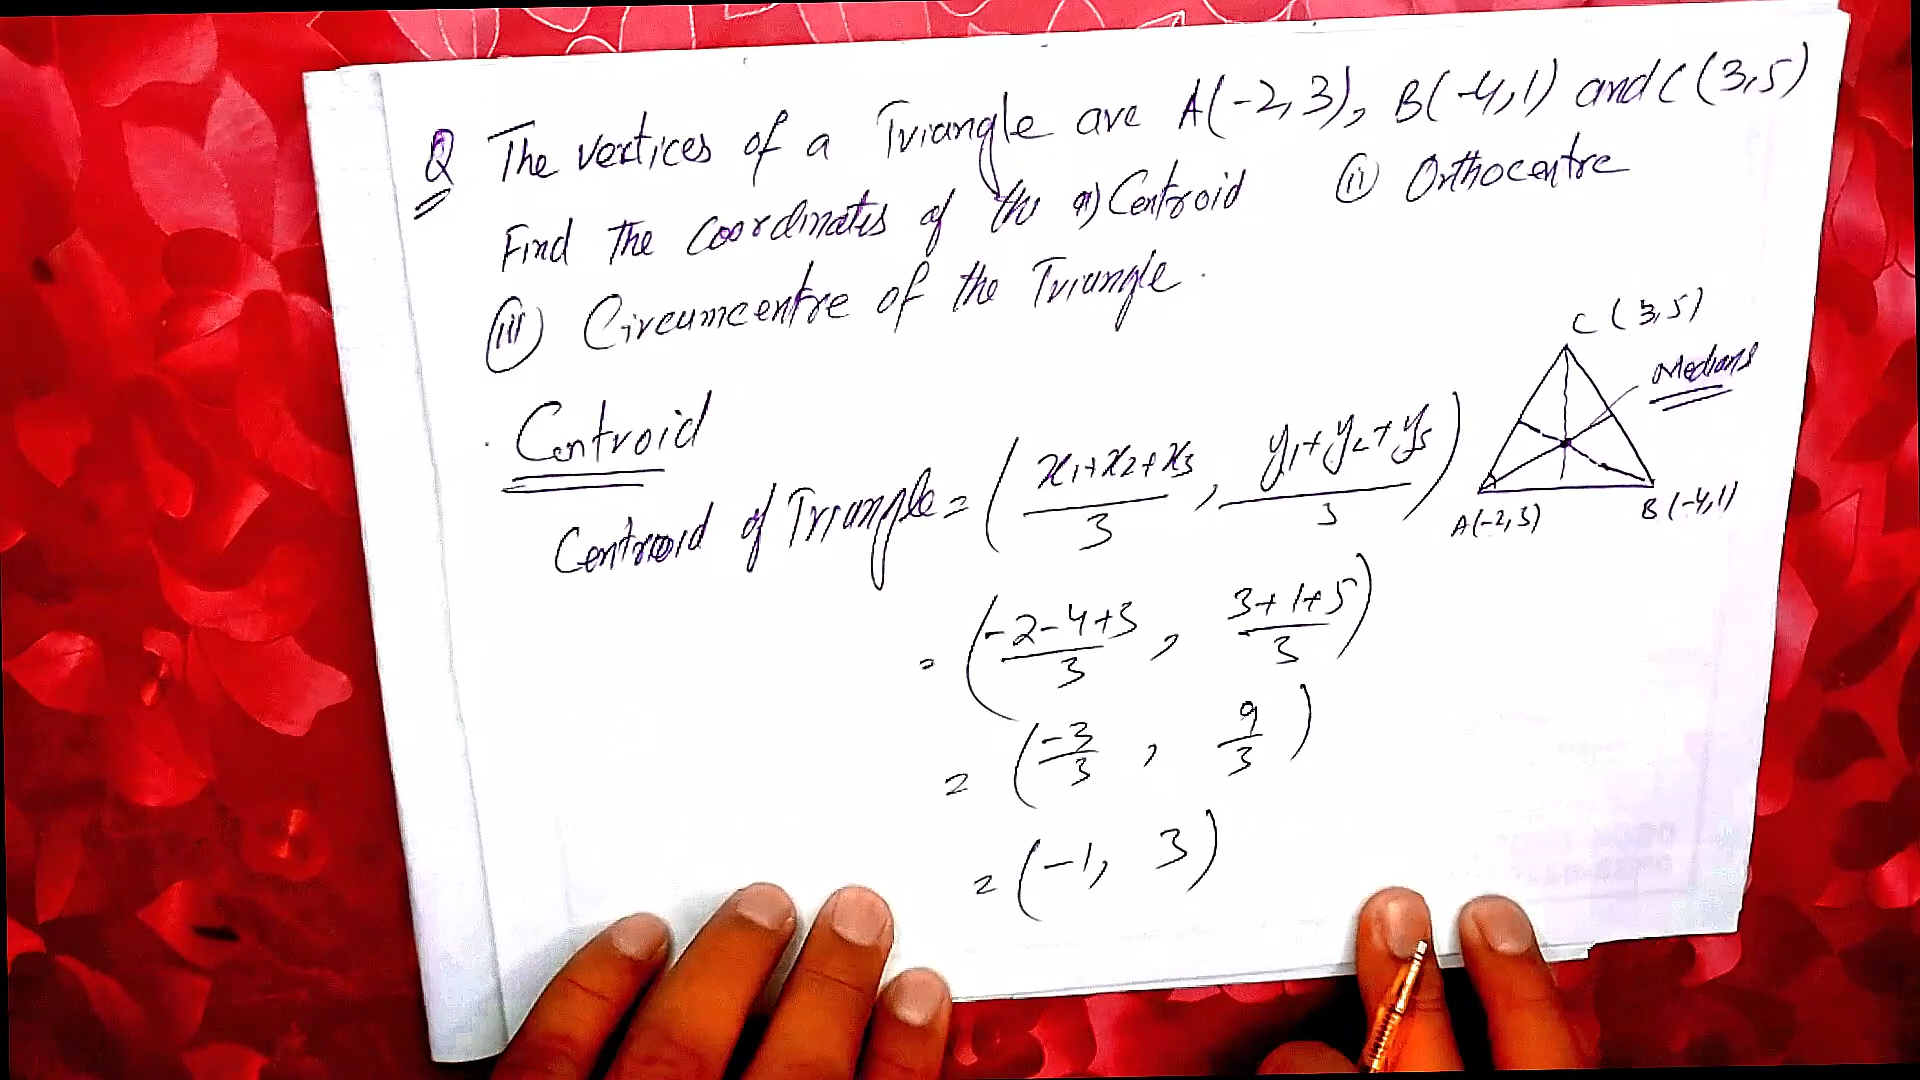 Q The vertices of a Triangle are A(-2,3), B(-4,1) and C(3,5)
Find the coordinates of the a) Centroid (ii) Orthocentre
(iii) Circumcentre of the Triangle.
C (3,5)
Medians
A(-2,3)
B(-4,1)
Centroid
Centroid of Triangle = ( x1+x2+x3 / 3 , y1+y2+y3 / 3 )
= ( -2-4+3 / 3 , 3+1+5 / 3 )
= ( -3/3 , 9/3 )
= (-1, 3)